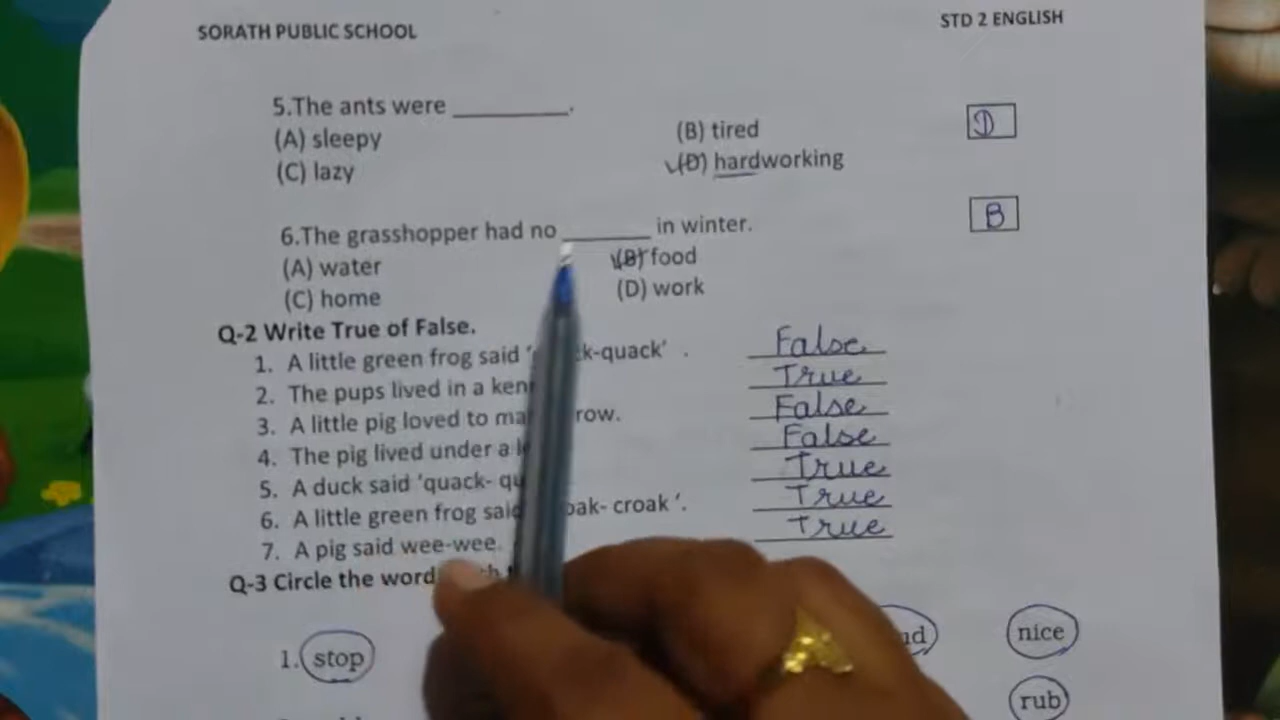 SORATH PUBLIC SCHOOL
STD 2 ENGLISH
5.The ants were ________.
D
(A) sleepy
(B) tired
(C) lazy
(D) hardworking
6.The grasshopper had no ______ in winter.
B
(A) water
(B) food
(C) home
(D) work
Q-2 Write True of False.
1. A little green frog said k-quack’ . False
2. The pups lived in a True
3. A little pig loved to row. False
4. The pig lived under a False
5. A duck said ‘quack- True
6. A little green frog said croak ’. True
7. A pig said wee-wee. True
Q-3 Circle the word
1. stop
nice
rub